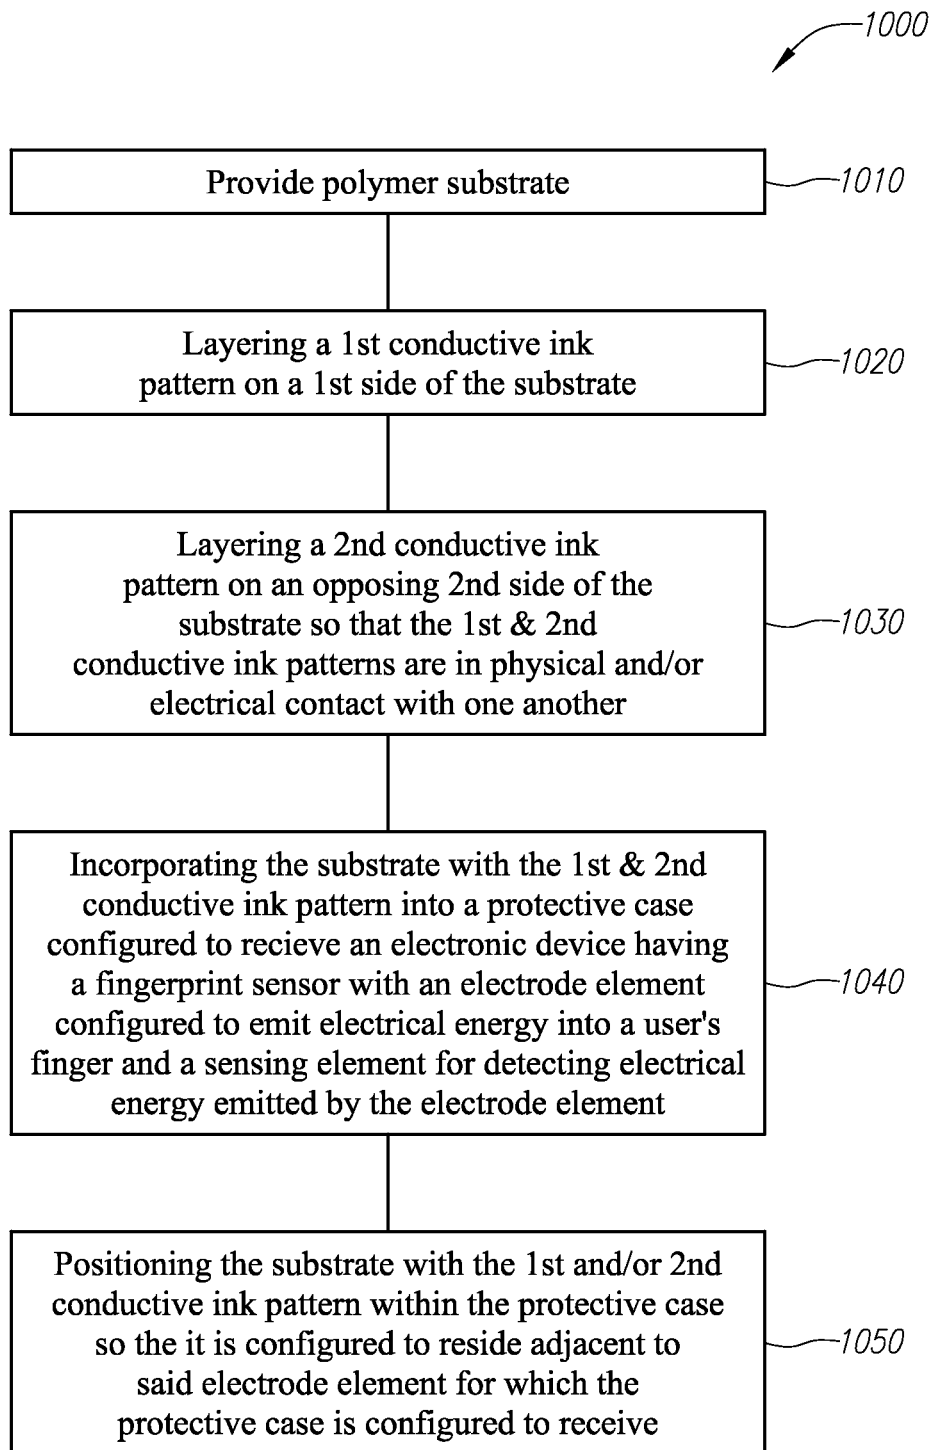 1000
Provide polymer substrate
1010
Layering a 1st conductive ink
pattern on a 1st side of the substrate
1020
Layering a 2nd conductive ink
pattern on an opposing 2nd side of the
substrate so that the 1st & 2nd
conductive ink patterns are in physical and/or
electrical contact with one another
1030
Incorporating the substrate with the 1st & 2nd
conductive ink pattern into a protective case
configured to recieve an electronic device having
a fingerprint sensor with an electrode element
configured to emit electrical energy into a user's
finger and a sensing element for detecting electrical
energy emitted by the electrode element
1040
Positioning the substrate with the 1st and/or 2nd
conductive ink pattern within the protective case
so the it is configured to reside adjacent to
said electrode element for which the
protective case is configured to receive
1050